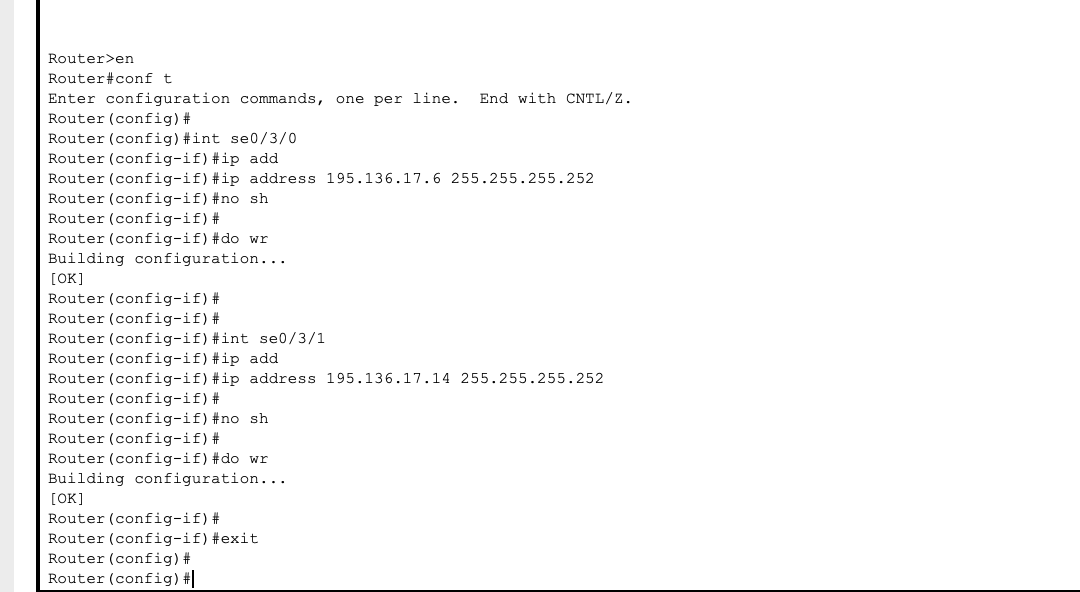 Router>en
Router#conf t
Enter configuration commands, one per line.  End with CNTL/Z.
Router(config)#
Router(config)#int se0/3/0
Router(config-if)#ip add
Router(config-if)#ip address 195.136.17.6 255.255.255.252
Router(config-if)#no sh
Router(config-if)#
Router(config-if)#do wr
Building configuration...
[OK]
Router(config-if)#
Router(config-if)#
Router(config-if)#int se0/3/1
Router(config-if)#ip add
Router(config-if)#ip address 195.136.17.14 255.255.255.252
Router(config-if)#
Router(config-if)#no sh
Router(config-if)#
Router(config-if)#do wr
Building configuration...
[OK]
Router(config-if)#
Router(config-if)#exit
Router(config)#
Router(config)#